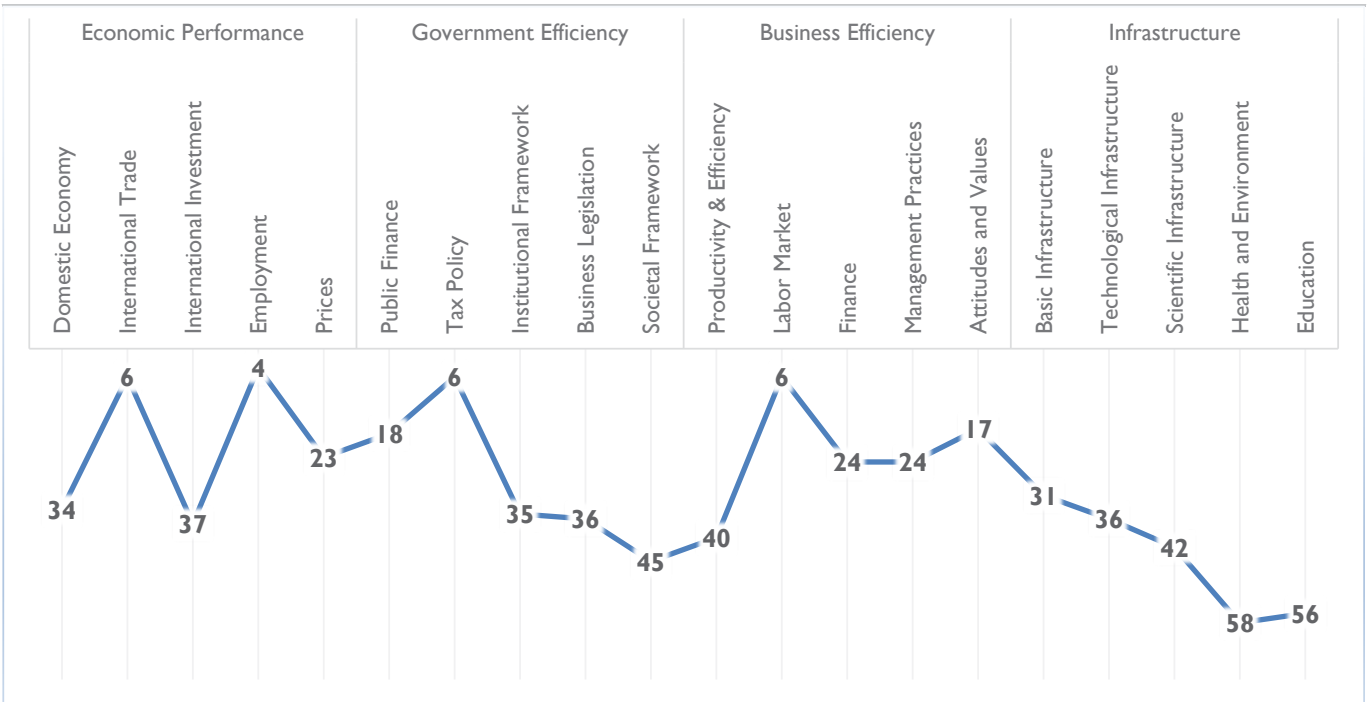 Economic Performance
Government Efficiency
Business Efficiency
Infrastructure
Domestic Economy
International Trade
International Investment
Employment
Prices
Public Finance
Tax Policy
Institutional Framework
Business Legislation
Societal Framework
Productivity & Efficiency
Labor Market
Finance
Management Practices
Attitudes and Values
Basic Infrastructure
Technological Infrastructure
Scientific Infrastructure
Health and Environment
Education
34
6
37
4
23
18
6
35
36
45
40
6
24
24
17
31
36
42
58
56